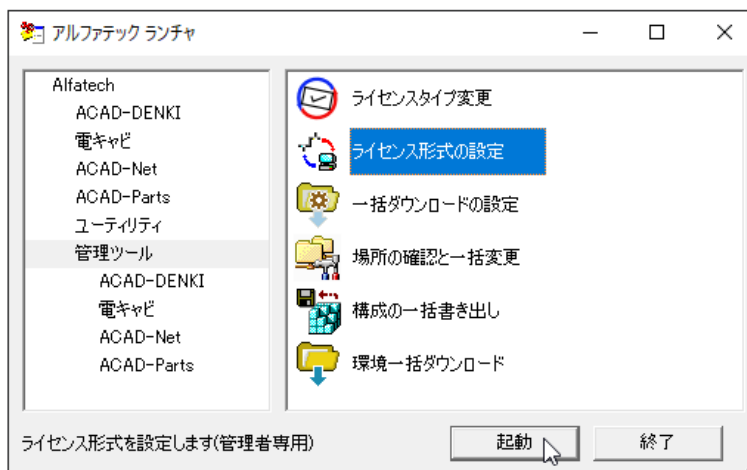 アルファテック ランチャ
Alfatech
ACAD-DENKI
電キャビ
ACAD-Net
ACAD-Parts
ユーティリティ
管理ツール
ACAD-DENKI
電キャビ
ACAD-Net
ACAD-Parts
ライセンスタイプ変更
ライセンス形式の設定
一括ダウンロードの設定
場所の確認と一括変更
構成の一括書き出し
環境一括ダウンロード
ライセンス形式を設定します(管理者専用)
起動
終了